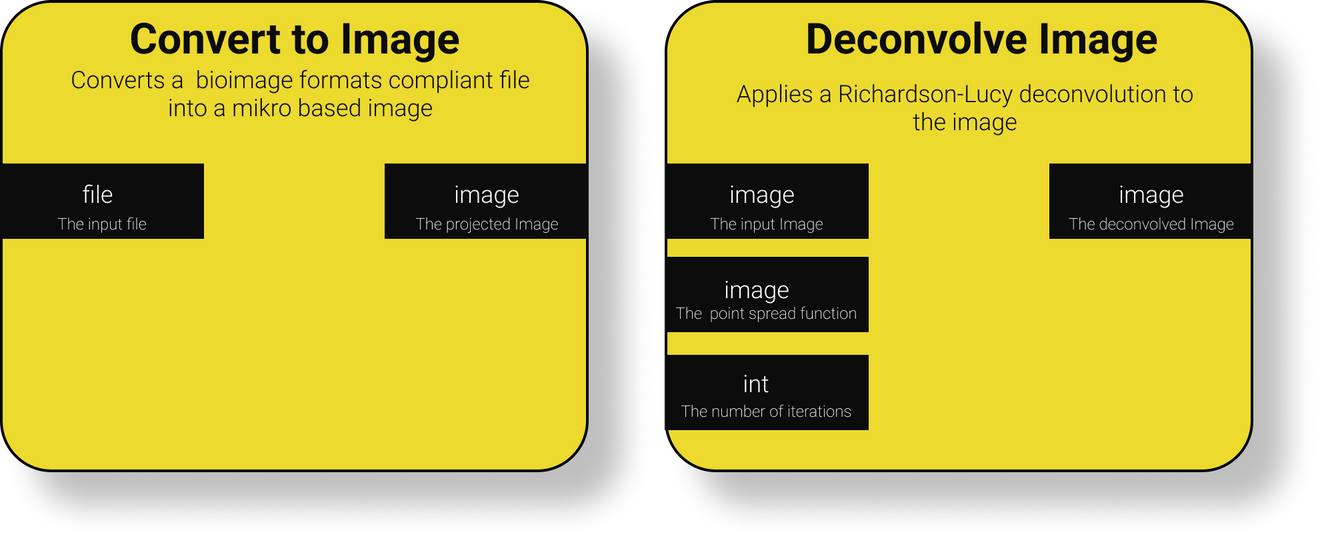 Convert to Image
Converts a  bioimage formats compliant file
into a mikro based image
file
The input file
image
The projected Image
Deconvolve Image
Applies a Richardson-Lucy deconvolution to
the image
image
The input Image
image
The  point spread function
int
The number of iterations
image
The deconvolved Image